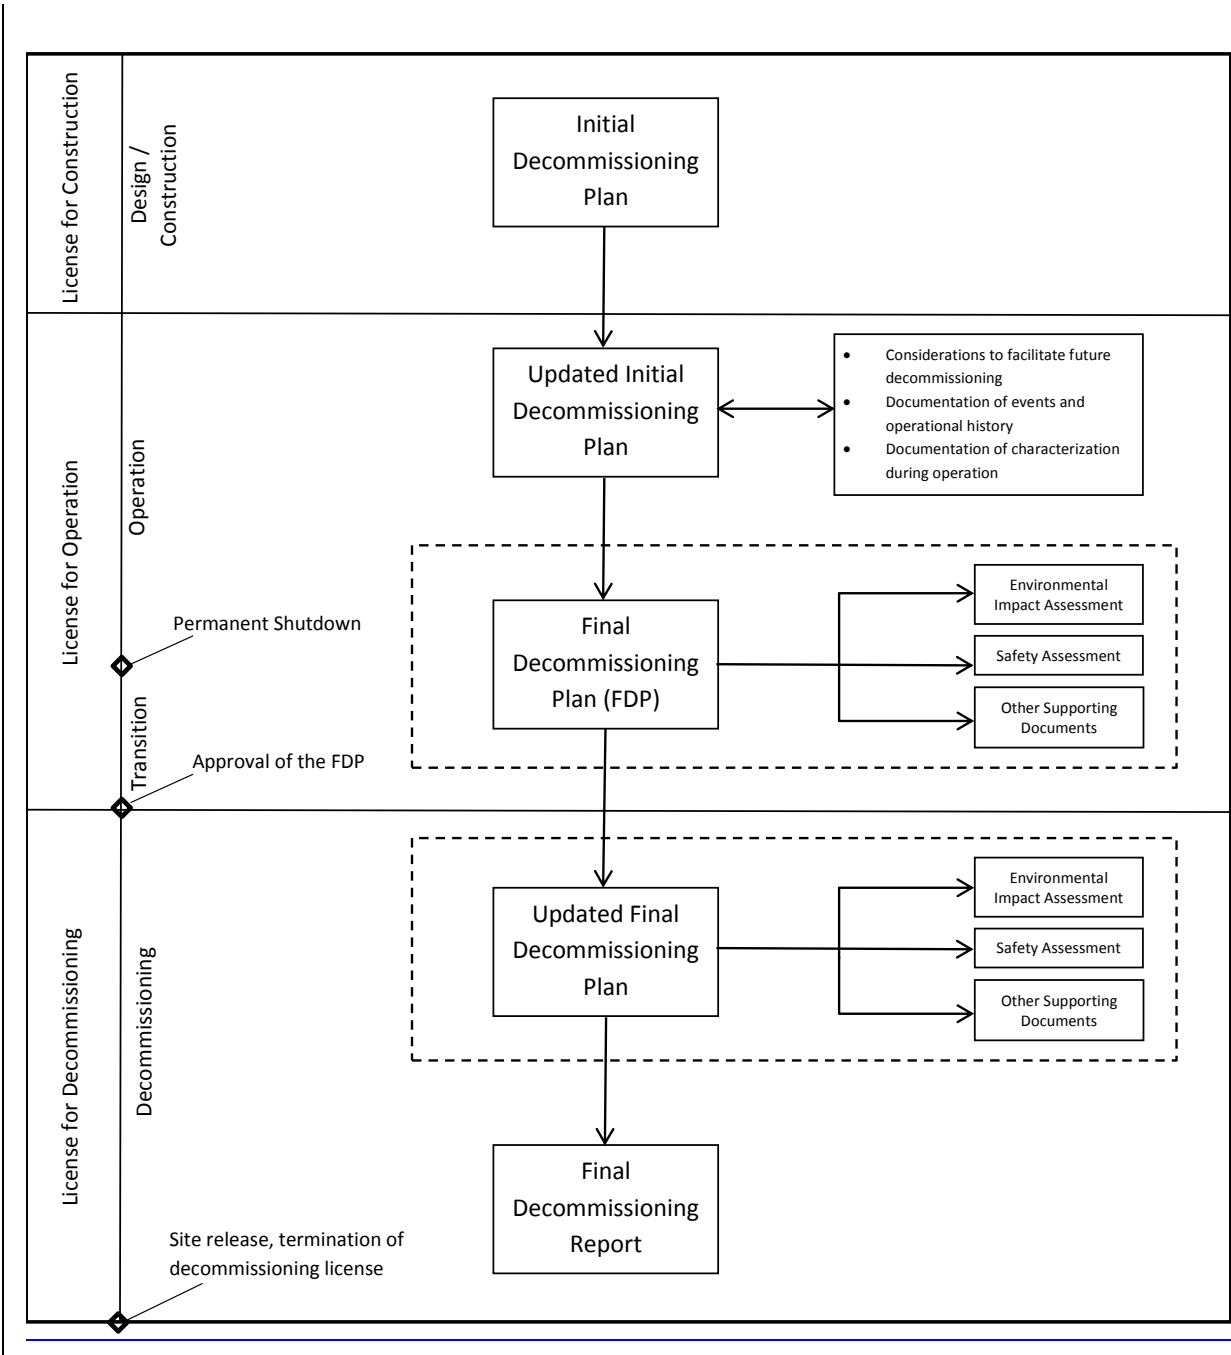 License for Construction
Design /
Construction
Initial
Decommissioning
Plan
License for Operation
Operation
Updated Initial
Decommissioning
Plan
• Considerations to facilitate future
decommissioning
• Documentation of events and
operational history
• Documentation of characterization
during operation
Permanent Shutdown
Final
Decommissioning
Plan (FDP)
Environmental
Impact Assessment
Safety Assessment
Other Supporting
Documents
Transition
Approval of the FDP
License for Decommissioning
Decommissioning
Updated Final
Decommissioning
Plan
Environmental
Impact Assessment
Safety Assessment
Other Supporting
Documents
Final
Decommissioning
Report
Site release, termination of
decommissioning license